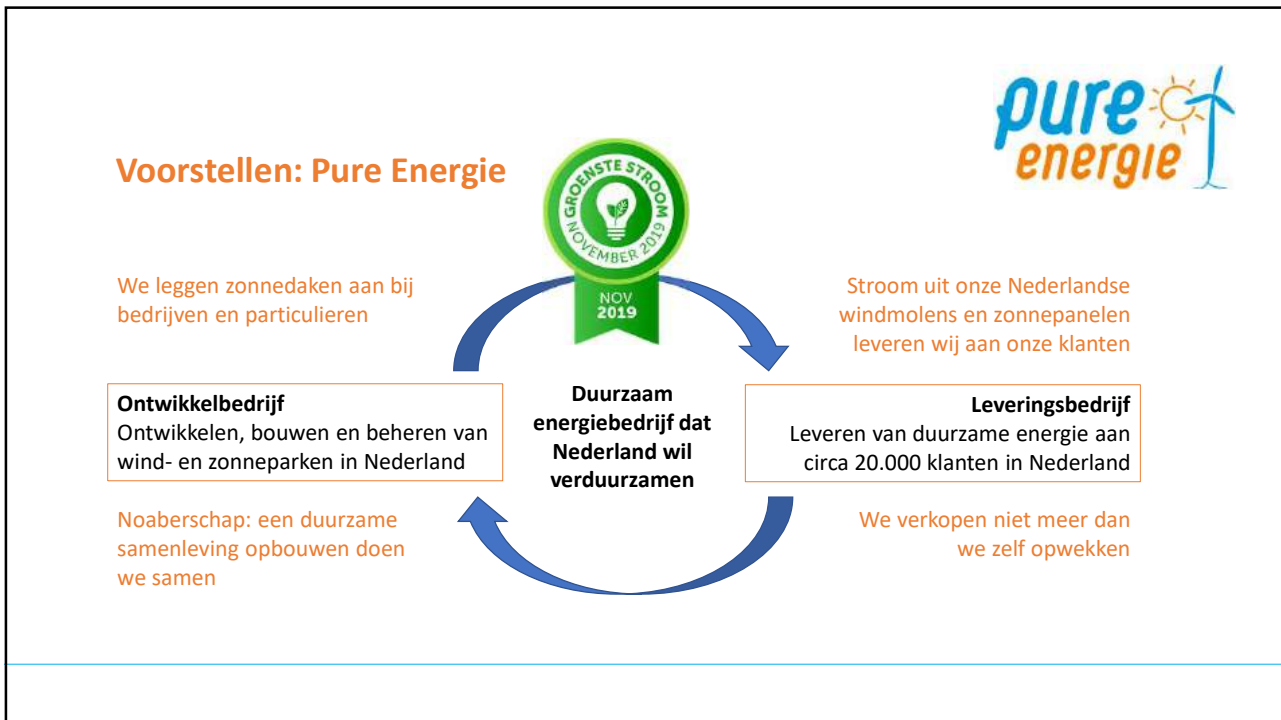 pure
energie
Voorstellen: Pure Energie
GROENSTE STROOM
NOVEMBER 2019
NOV
2019
We leggen zonnedaken aan bij
bedrijven en particulieren
Stroom uit onze Nederlandse
windmolens en zonnepanelen
leveren wij aan onze klanten
Ontwikkelbedrijf
Ontwikkelen, bouwen en beheren van
wind- en zonneparken in Nederland
Duurzaam
energiebedrijf dat
Nederland wil
verduurzamen
Leveringsbedrijf
Leveren van duurzame energie aan
circa 20.000 klanten in Nederland
Noaberschap: een duurzame
samenleving opbouwen doen
we samen
We verkopen niet meer dan
we zelf opwekken